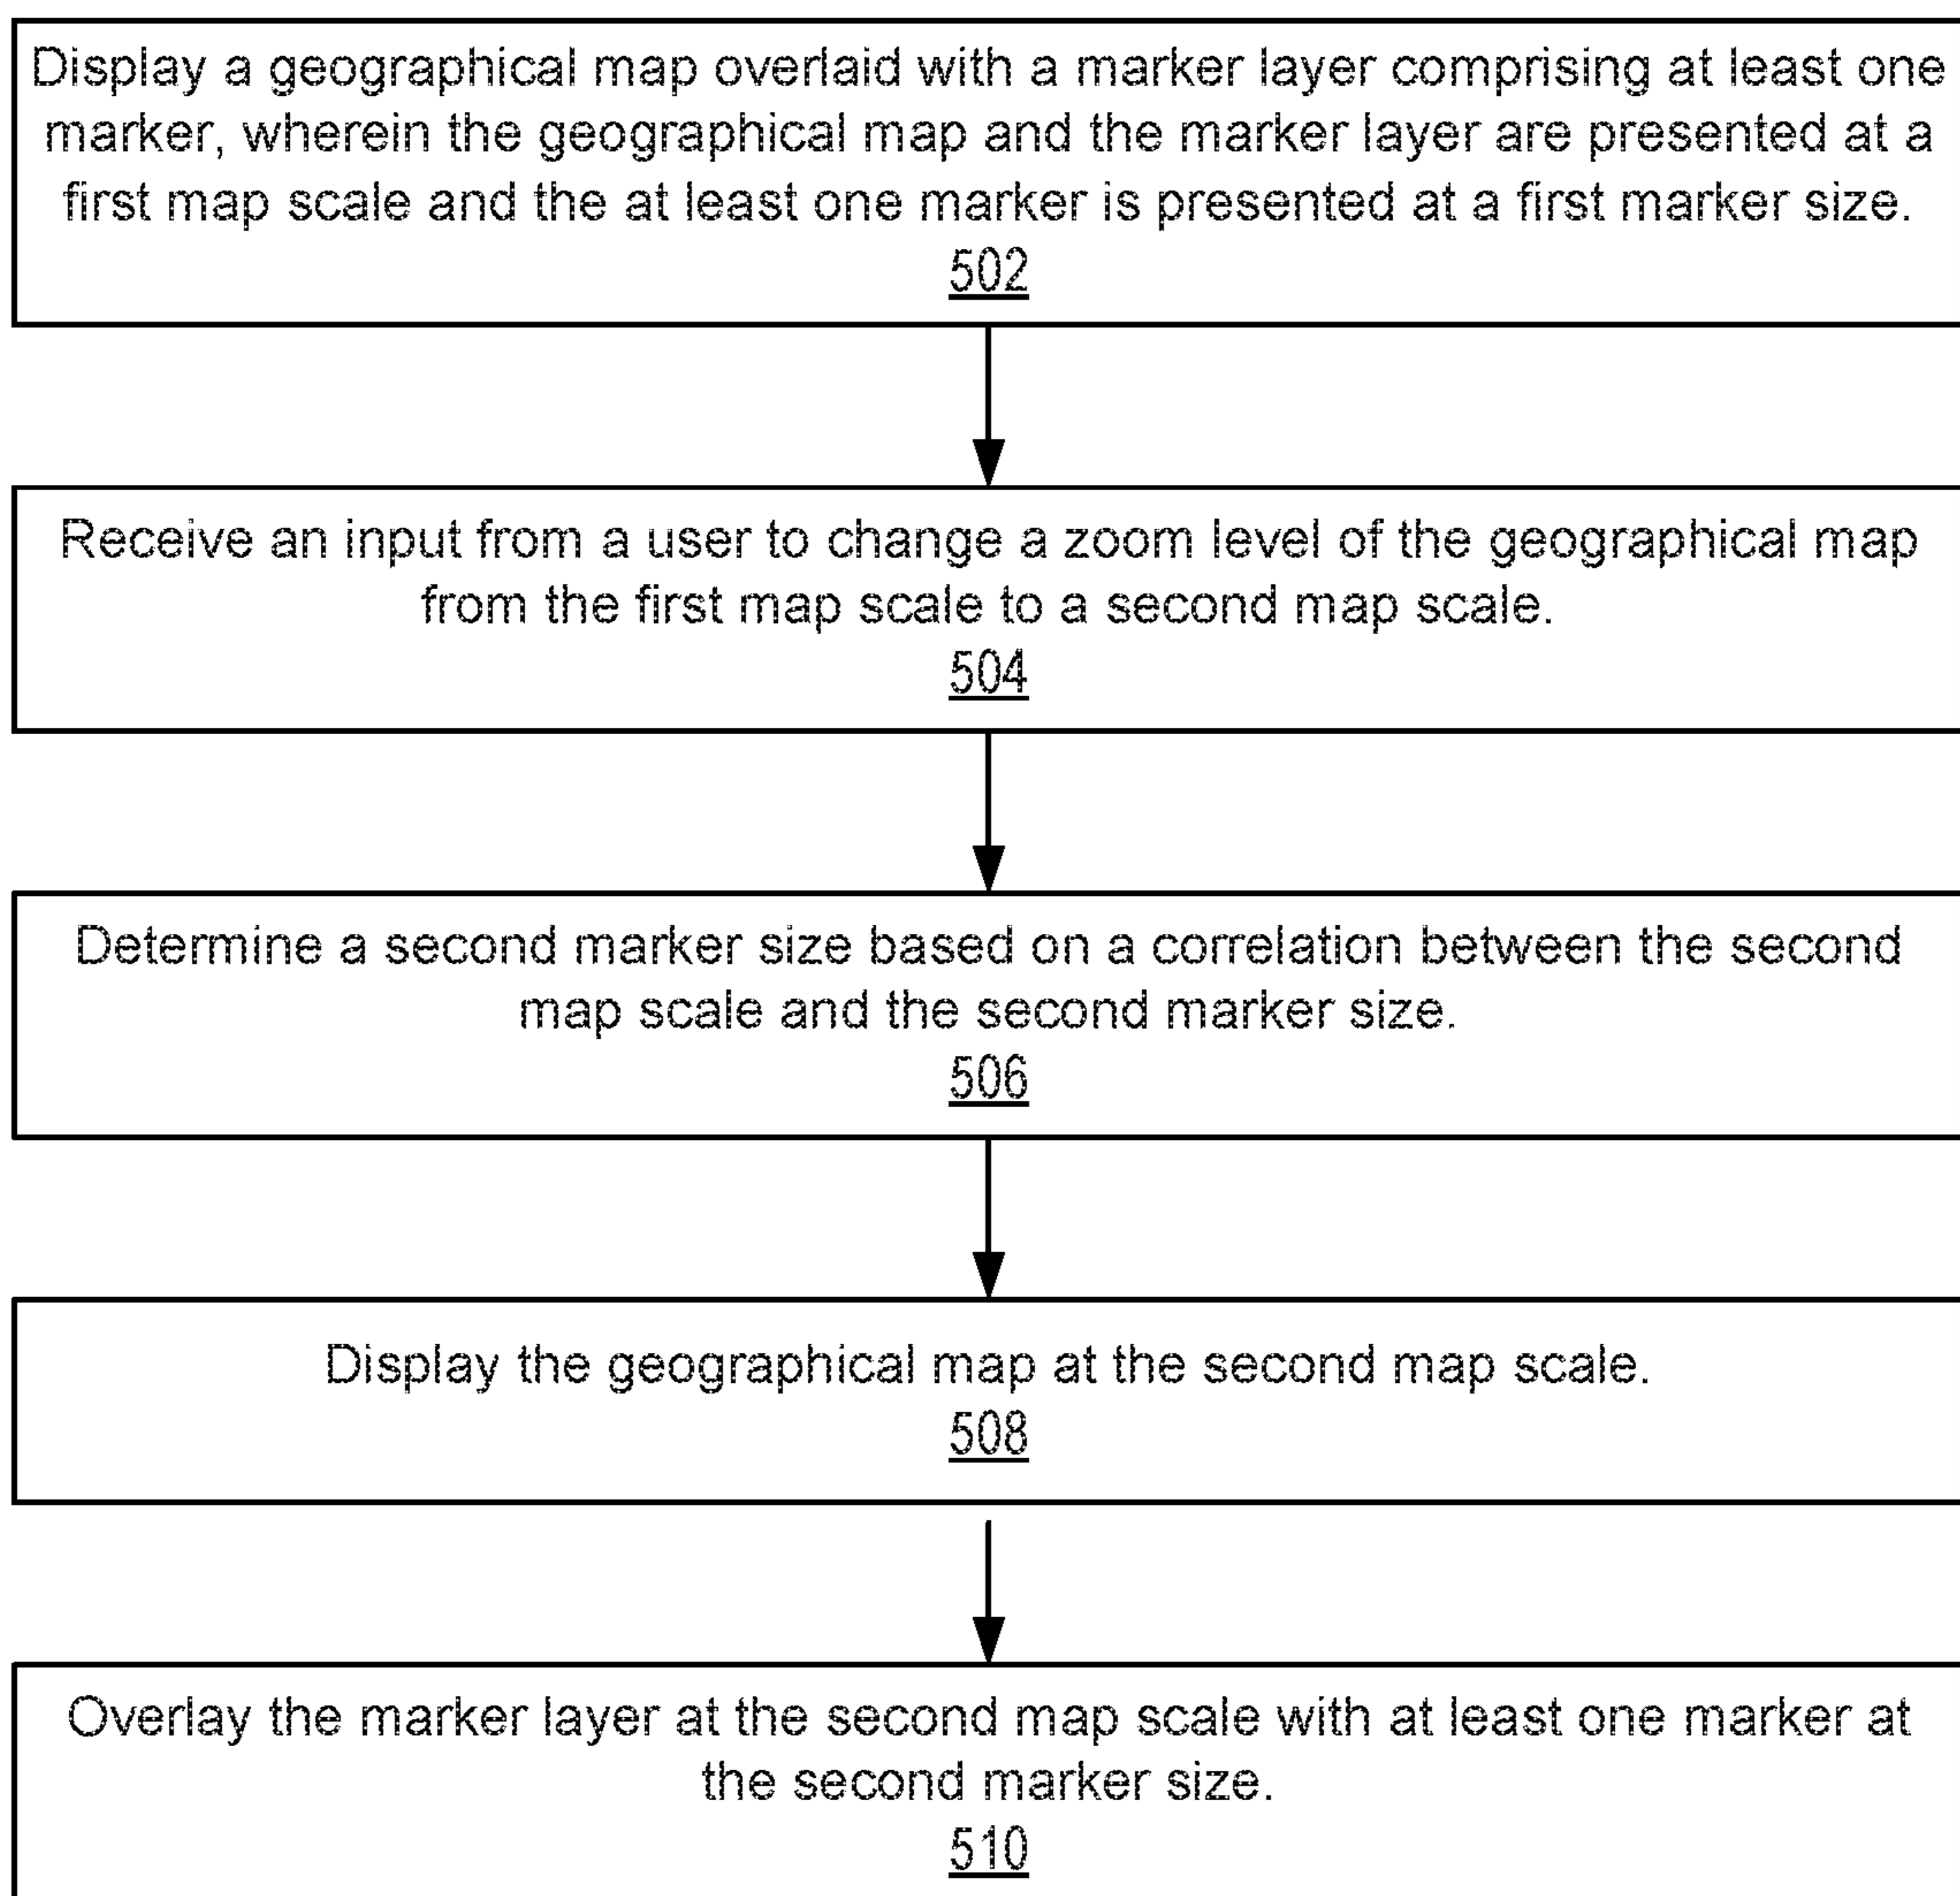 Display a geographical map overlaid with a marker layer comprising at least one
marker, wherein the geographical map and the marker layer are presented at a
first map scale and the at least one marker is presented at a first marker size.
502
Receive an input from a user to change a zoom level of the geographical map
from the first map scale to a second map scale.
504
Determine a second marker size based on a correlation between the second
map scale and the second marker size.
506
Display the geographical map at the second map scale.
508
Overlay the marker layer at the second map scale with at least one marker at
the second marker size.
510